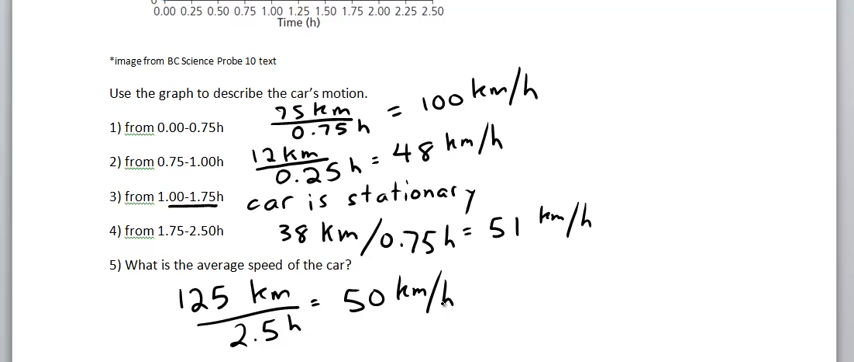 0
0.00 0.25 0.50 0.75 1.00 1.25 1.50 1.75 2.00 2.25 2.50
Time (h)
*image from BC Science Probe 10 text
Use the graph to describe the car's motion.
1) from 0.00-0.75h 75 km / 0.75 h = 100 km/h
2) from 0.75-1.00h 12 km / 0.25 h = 48 km/h
3) from 1.00-1.75h car is stationary
4) from 1.75-2.50h 38 km/0.75 h = 51 km/h
5) What is the average speed of the car?
125 km / 2.5 h = 50 km/h